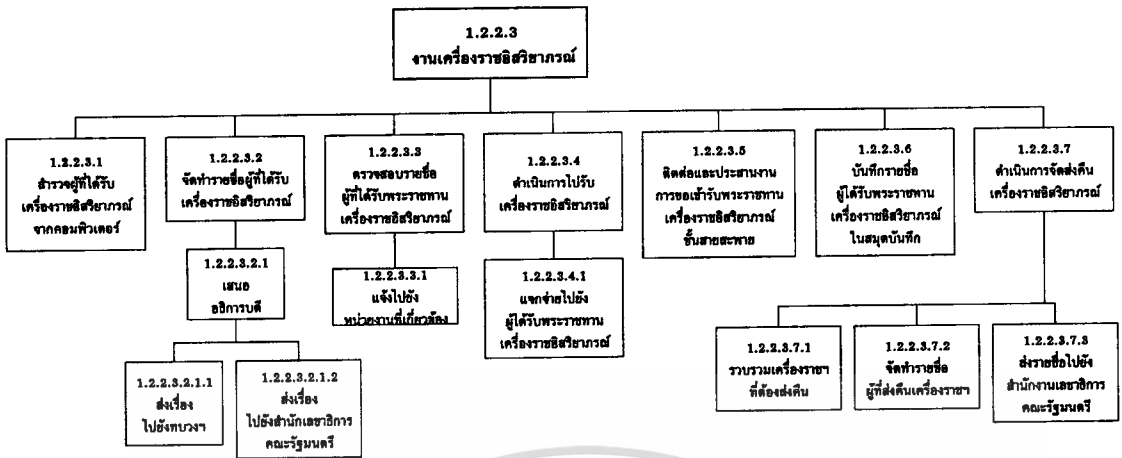 1.2.2.3
งานเครื่องราชอิสริยาภรณ์
1.2.2.3.1
สำรวจผู้ที่ได้รับ
เครื่องราชอิสริยาภรณ์
จากคอมพิวเตอร์
1.2.2.3.2
จัดทำรายชื่อผู้ที่ได้รับ
เครื่องราชอิสริยาภรณ์
1.2.2.3.3
ตรวจสอบรายชื่อ
ผู้ที่ได้รับพระราชทาน
เครื่องราชอิสริยาภรณ์
1.2.2.3.4
ดำเนินการไปรับ
เครื่องราชอิสริยาภรณ์
1.2.2.3.5
ติดต่อและประสานงาน
การขอเข้ารับพระราชทาน
เครื่องราชอิสริยาภรณ์
ชั้นสายสะพาย
1.2.2.3.6
บันทึกรายชื่อ
ผู้ได้รับพระราชทาน
เครื่องราชอิสริยาภรณ์
ในสมุดบันทึก
1.2.2.3.7
ดำเนินการจัดส่งคืน
เครื่องราชอิสริยาภรณ์
1.2.2.3.2.1
เสนอ
อธิการบดี
1.2.2.3.3.1
แจ้งไปยัง
หน่วยงานที่เกี่ยวข้อง
1.2.2.3.4.1
แจกจ่ายไปยัง
ผู้ได้รับพระราชทาน
เครื่องราชอิสริยาภรณ์
1.2.2.3.2.1.1
ส่งเรื่อง
ไปยังทบวงฯ
1.2.2.3.2.1.2
ส่งเรื่อง
ไปยังสำนักเลขาธิการ
คณะรัฐมนตรี
1.2.2.3.7.1
รวบรวมเครื่องราชฯ
ที่ต้องส่งคืน
1.2.2.3.7.2
จัดทำรายชื่อ
ผู้ที่ส่งคืนเครื่องราชฯ
1.2.2.3.7.3
ส่งรายชื่อไปยัง
สำนักงานเลขาธิการ
คณะรัฐมนตรี